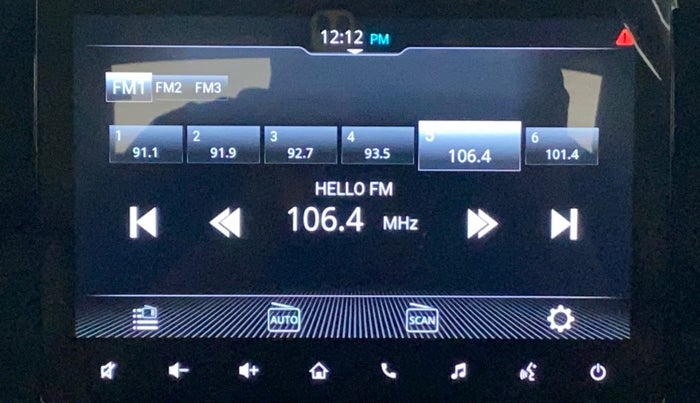 12:12 PM
FM1 FM2 FM3
1 2 3 4 5 6
91.1 91.9 92.7 93.5 106.4 101.4
HELLO FM
106.4 MHz
AUTO SCAN